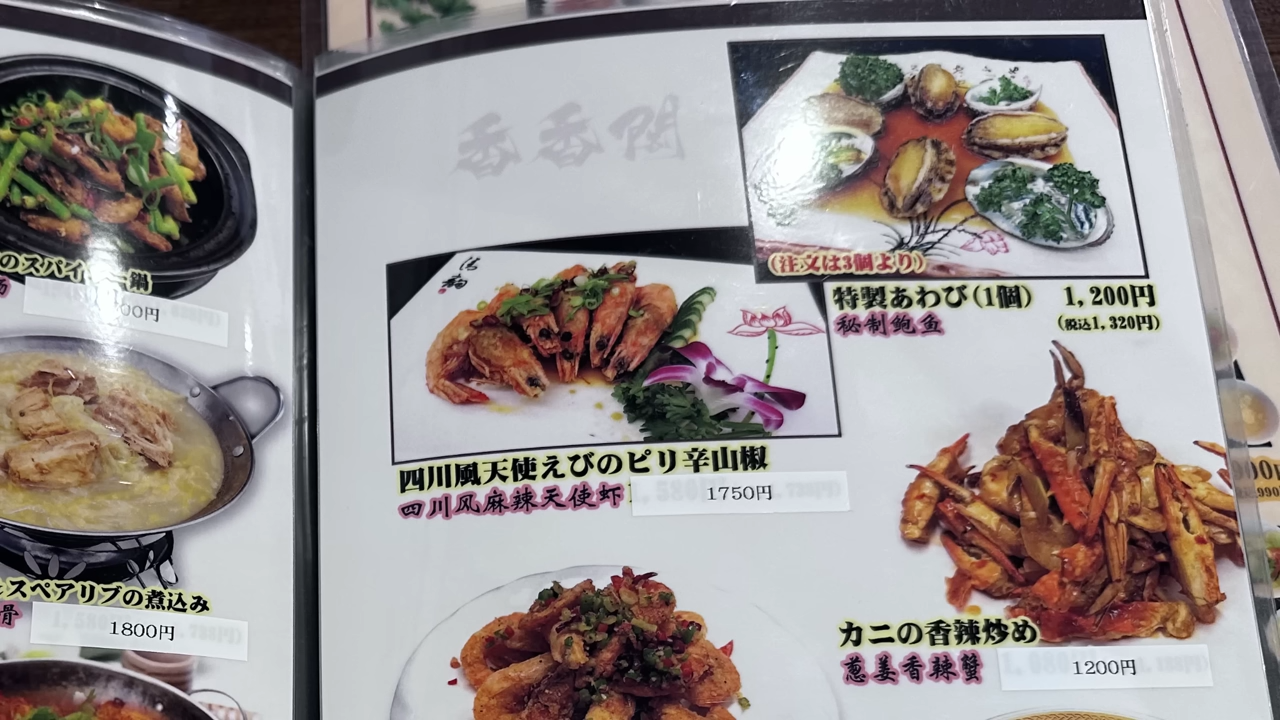 のスパイ
鍋
00円
スペアリブの煮込み
骨
1800円
香香閣
(注文は3個より)
特製あわび(1個) 1,200円
秘制鲍鱼 (税込1,320円)
四川風天使えびのピリ辛山椒
四川风麻辣天使虾
1750円
カニの香辣炒め
葱姜香辣蟹
1200円